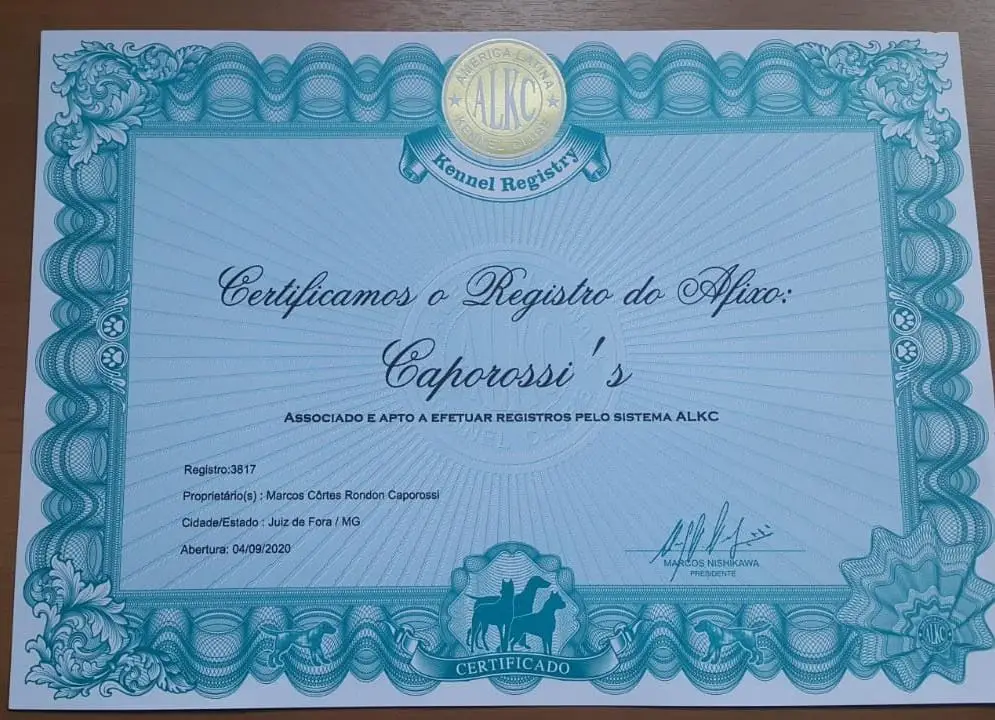 AMERICA LATINA
ALKC
KENNEL CLUBE
Kennel Registry
Certificamos o Registro do Afixo:
Caporossi's
ASSOCIADO E APTO A EFETUAR REGISTROS PELO SISTEMA ALKC
Registro:3817
Proprietário(s) : Marcos Côrtes Rondon Caporossi
Cidade/Estado : Juiz de Fora / MG
Abertura: 04/09/2020
MARCOS NISHIKAWA
PRESIDENTE
CERTIFICADO
ALKC